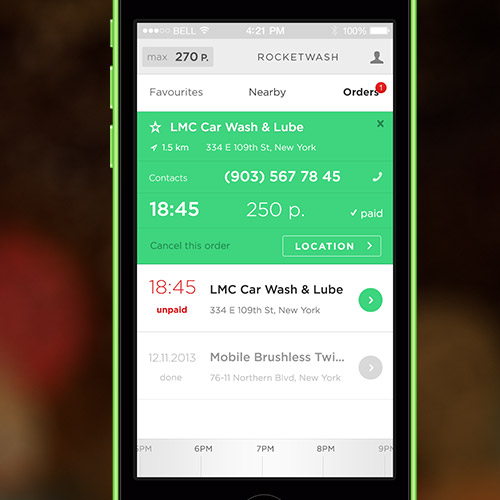 BELL 4:21 PM 100%
max 270 P. ROCKETWASH
Favourites Nearby Orders 1
LMC Car Wash & Lube x
1.5 km 334 E 109th St, New York
Contacts (903) 567 78 45
18:45 250 p. ✓ paid
Cancel this order LOCATION >
18:45 LMC Car Wash & Lube
unpaid 334 E 109th St, New York
12.11.2013 Mobile Brushless Twi...
done 76-11 Northern Blvd, New York
5PM 6PM 7PM 8PM 9PM